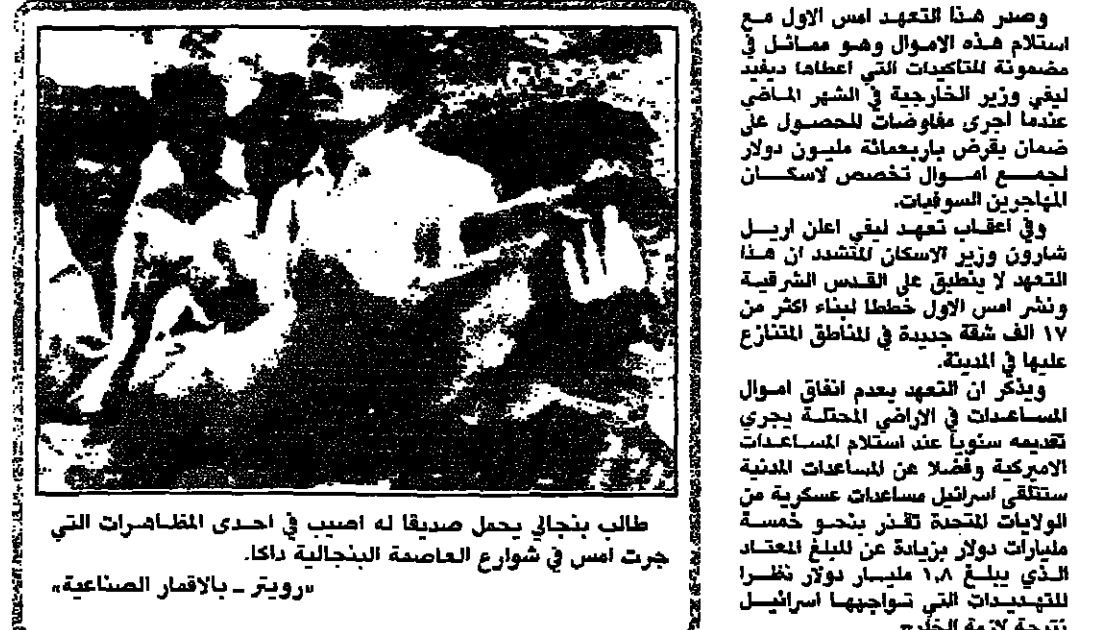 وصدر هذا التعهد امس الاول مع
استلام هذه الاموال وهو مماثل في
مضمونة للتاكيدات التي اعطاها ديفيد
ليفي وزير الخارجية في الشهر الماضي
عندما اجرى مفاوضات للحصول على
ضمان بقرض باربعمائة مليون دولار
لجمع اموال تخصص لاسكان
المهاجرين السوفيات.
وفي اعقاب تعهد ليفي اعلن اريل
شارون وزير الاسكان المتشدد ان هذا
التعهد لا ينطبق على القدس الشرقية
ونشر امس الاول خططا لبناء اكثر من
١٧ الف شقة جديدة في المناطق المتنازع
عليها في المدينة.
ويذكر ان التعهد بعدم انفاق اموال
المساعدات في الاراضي المحتلة يجري
تقديمه سنوياً عند استلام المساعدات
الاميركية وفضلا عن المساعدات المدنية
ستتلقى اسرائيل مساعدات عسكرية من
الولايات المتحدة تقدر بنحو خمسة
مليارات دولار بزيادة عن المبلغ المعتاد
الذي يبلغ ١,٨ مليار دولار نظرا
للتهديدات التي تواجهها اسرائيل
نتيجة لازمة الخليج
طالب بنجالي يحمل صديقا له اصيب في احدى المظاهرات التي
جرت امس في شوارع العاصمة البنجالية داكا.
«رويتر - بالاقمار الصناعية»